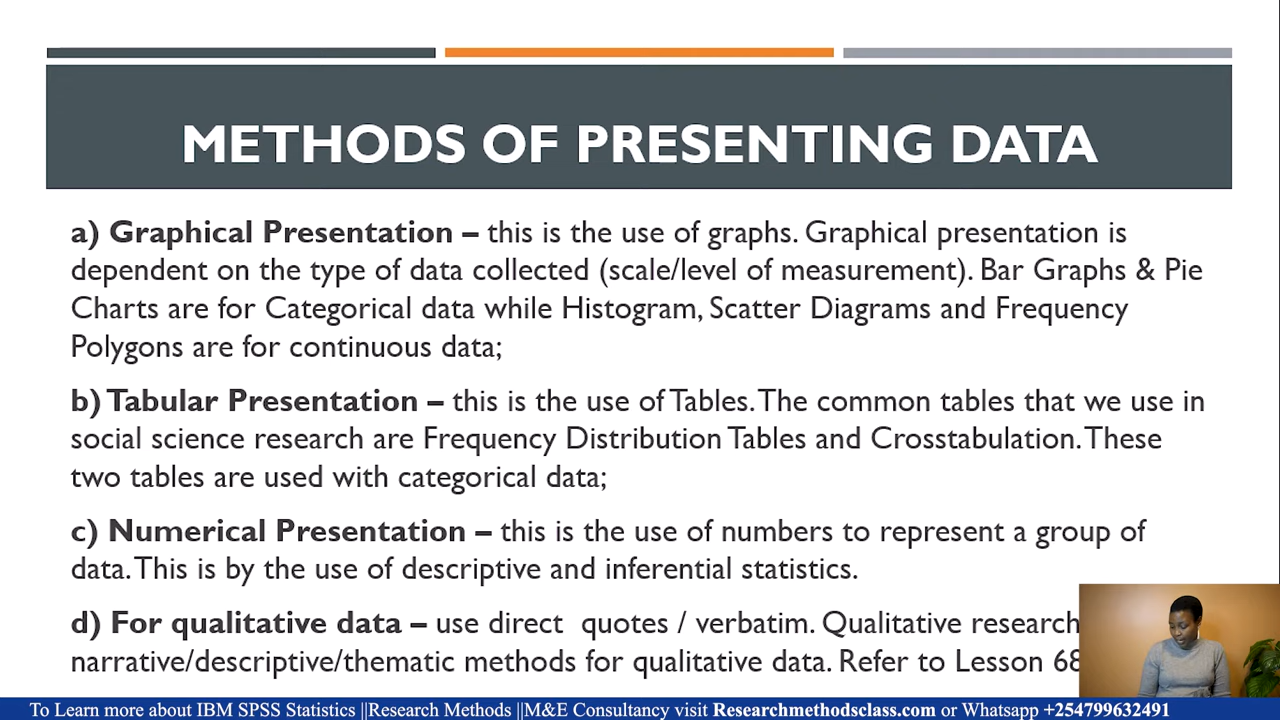 METHODS OF PRESENTING DATA
a) Graphical Presentation – this is the use of graphs. Graphical presentation is
dependent on the type of data collected (scale/level of measurement). Bar Graphs & Pie
Charts are for Categorical data while Histogram, Scatter Diagrams and Frequency
Polygons are for continuous data;
b) Tabular Presentation – this is the use of Tables. The common tables that we use in
social science research are Frequency Distribution Tables and Crosstabulation. These
two tables are used with categorical data;
c) Numerical Presentation – this is the use of numbers to represent a group of
data. This is by the use of descriptive and inferential statistics.
d) For qualitative data – use direct quotes / verbatim. Qualitative research
narrative/descriptive/thematic methods for qualitative data. Refer to Lesson 68
To Learn more about IBM SPSS Statistics ||Research Methods ||M&E Consultancy visit Researchmethodsclass.com or Whatsapp +254799632491